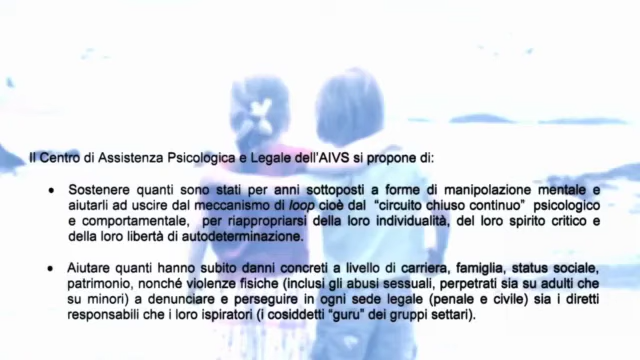 Il Centro di Assistenza Psicologica e Legale dell'AIVS si propone di:
• Sostenere quanti sono stati per anni sottoposti a forme di manipolazione mentale e
aiutarli ad uscire dal meccanismo di loop cioè dal "circuito chiuso continuo" psicologico
e comportamentale, per riappropriarsi della loro individualità, del loro spirito critico e
della loro libertà di autodeterminazione.
• Aiutare quanti hanno subito danni concreti a livello di carriera, famiglia, status sociale,
patrimonio, nonché violenze fisiche (inclusi gli abusi sessuali, perpetrati sia su adulti che
su minori) a denunciare e perseguire in ogni sede legale (penale e civile) sia i diretti
responsabili che i loro ispiratori (i cosiddetti "guru" dei gruppi settari).